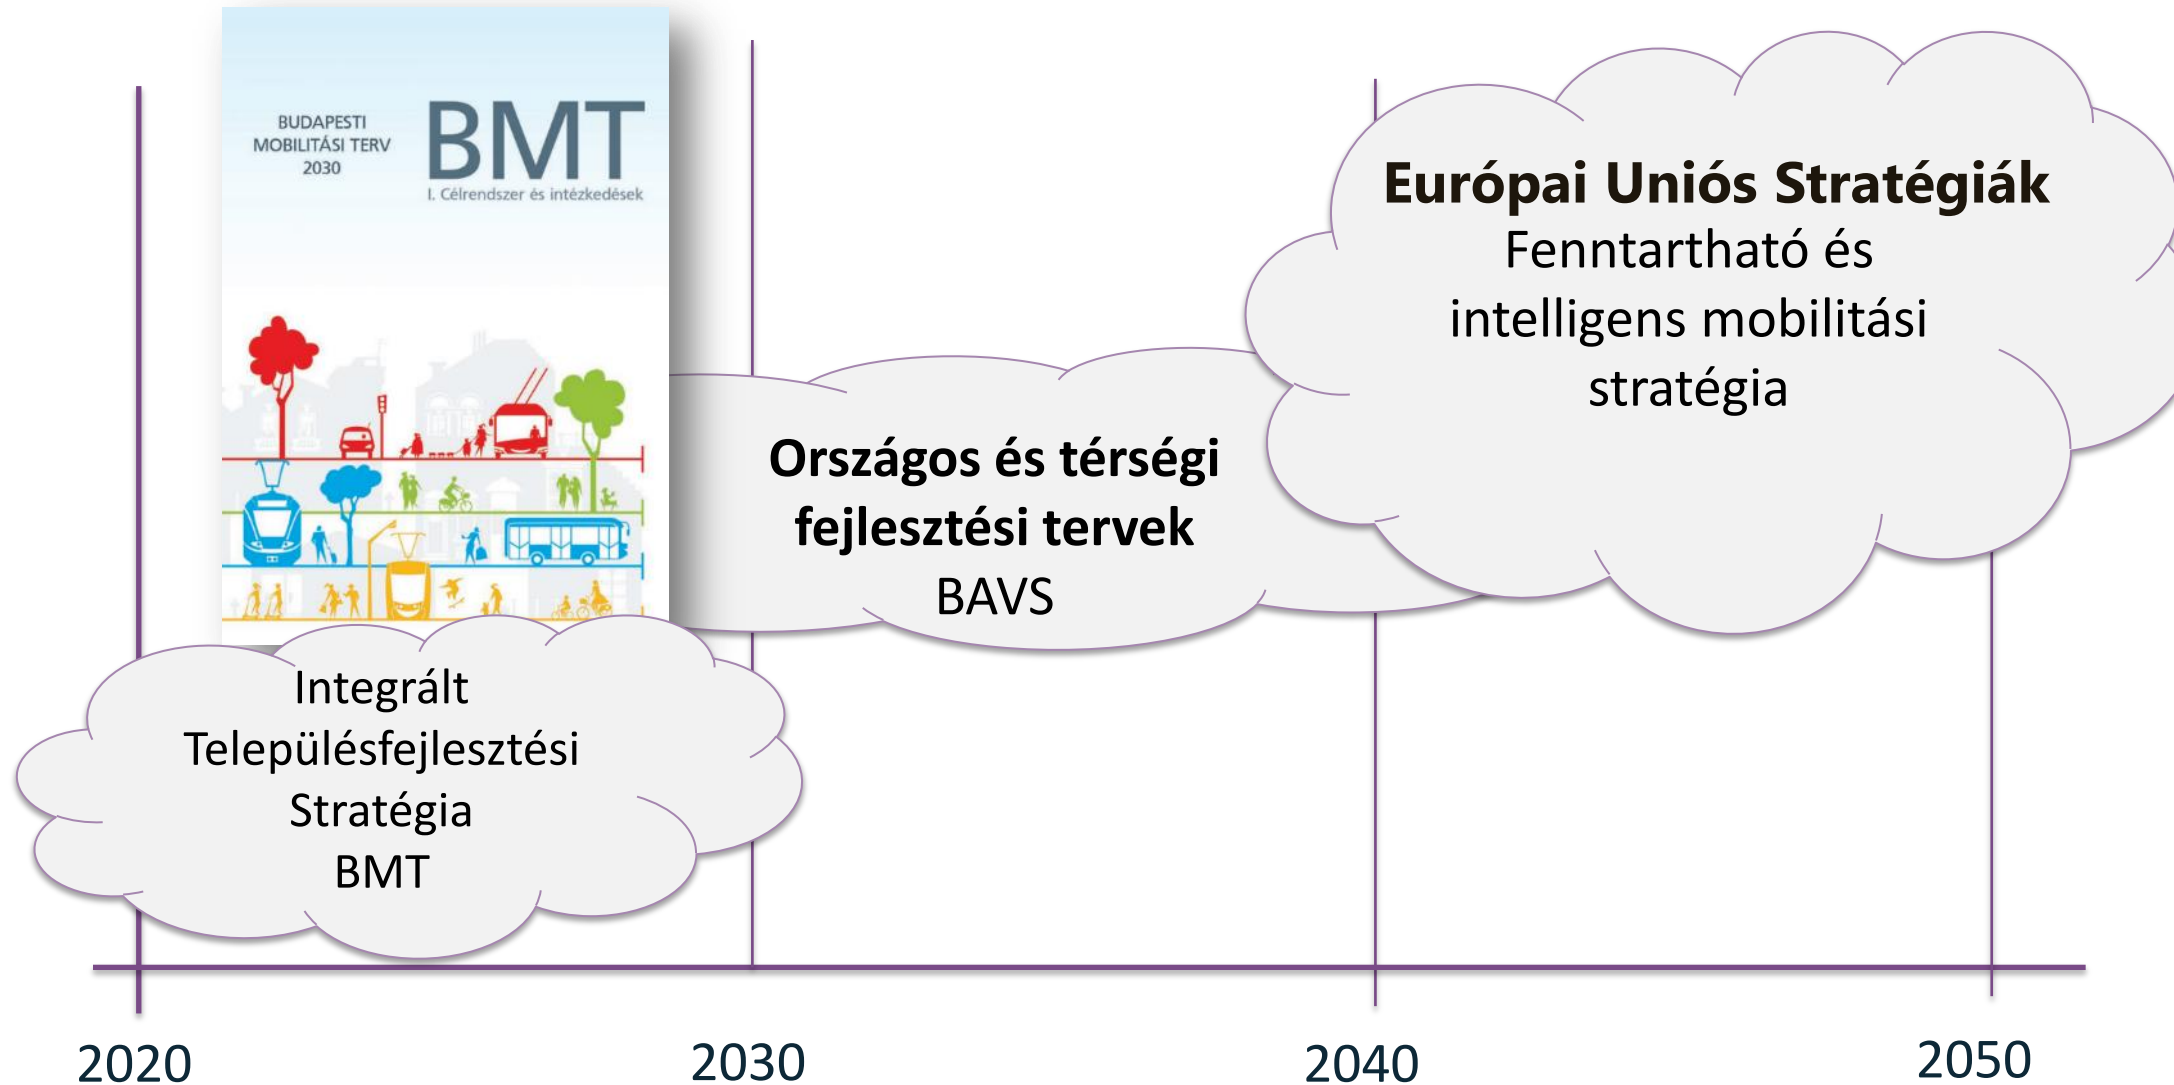 BUDAPESTI
MOBILITÁSI TERV
2030
BMT
I. Célrendszer és intézkedések
Európai Uniós Stratégiák
Fenntartható és
intelligens mobilitási
stratégia
Országos és térségi
fejlesztési tervek
BAVS
Integrált
Településfejlesztési
Stratégia
BMT
2020
2030
2040
2050